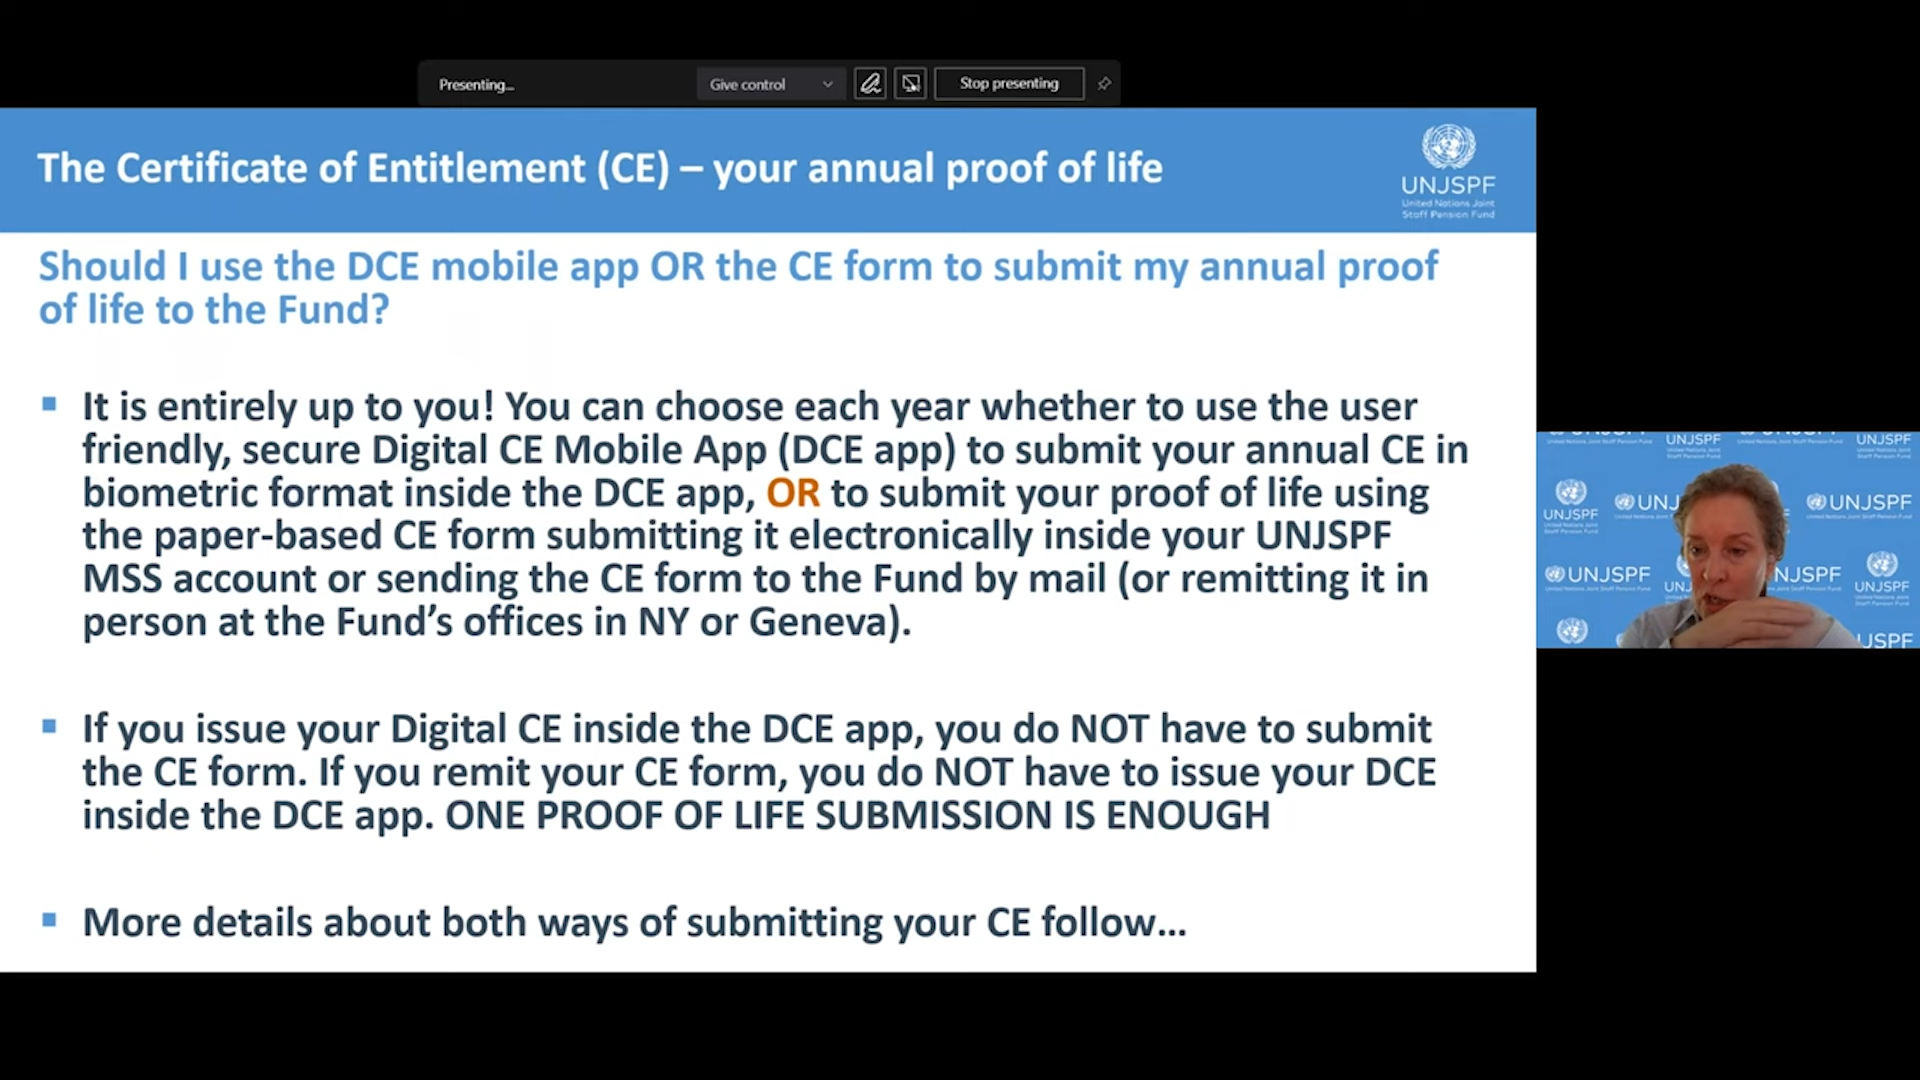 Presenting...
Give control
Stop presenting
The Certificate of Entitlement (CE) – your annual proof of life
UNJSPF
United Nations Joint
Staff Pension Fund
Should I use the DCE mobile app OR the CE form to submit my annual proof
of life to the Fund?
It is entirely up to you! You can choose each year whether to use the user
friendly, secure Digital CE Mobile App (DCE app) to submit your annual CE in
biometric format inside the DCE app, OR to submit your proof of life using
the paper-based CE form submitting it electronically inside your UNJSPF
MSS account or sending the CE form to the Fund by mail (or remitting it in
person at the Fund’s offices in NY or Geneva).
If you issue your Digital CE inside the DCE app, you do NOT have to submit
the CE form. If you remit your CE form, you do NOT have to issue your DCE
inside the DCE app. ONE PROOF OF LIFE SUBMISSION IS ENOUGH
More details about both ways of submitting your CE follow...
UNJSPF
UNJSPF
UNJSPF
UNJ
UNJSPF
UNJSPF
NJSPF
UNJSPF
JSPF